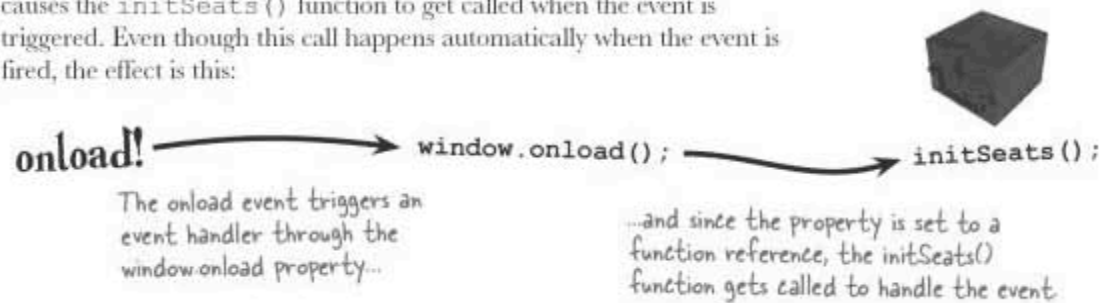 causes the initSeats() function to get called when the event is
triggered. Even though this call happens automatically when the event is
fired, the effect is this:
onload! window.onload(); initSeats();
The onload event triggers an
event handler through the
window.onload property...
...and since the property is set to a
function reference, the initSeats()
function gets called to handle the event